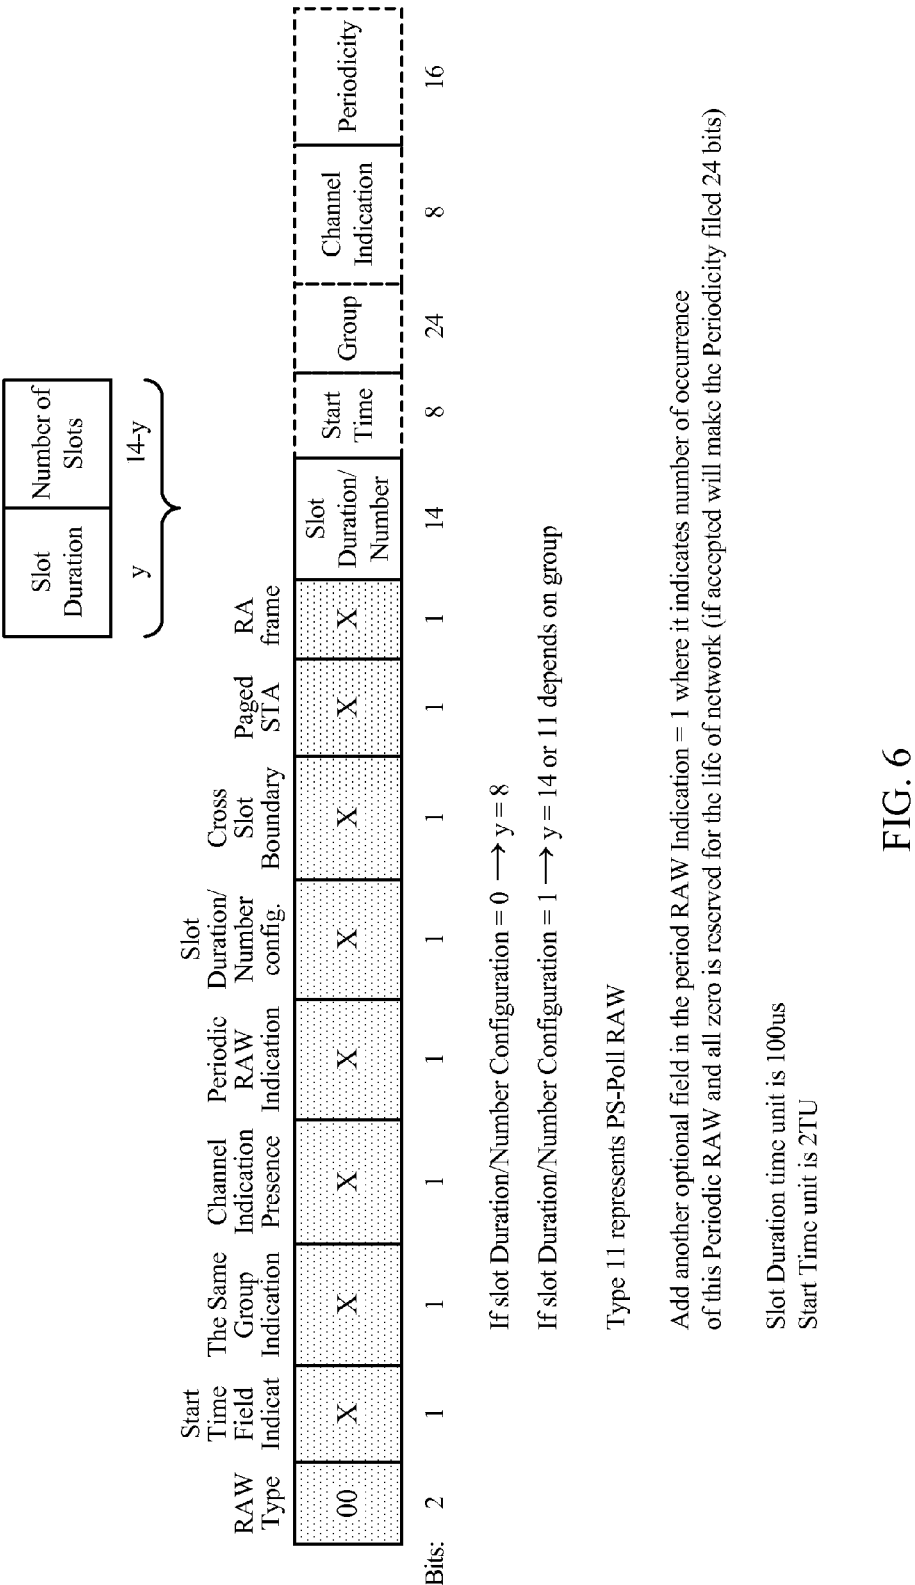 Slot
Duration
Number of
Slots
y
14-y
RAW
Type
Start
Time
Field
Indicat
The Same
Group
Indication
Channel
Indication
Presence
Periodic
RAW
Indication
Slot
Duration/
Number
config.
Cross
Slot
Boundary
Paged
STA
RA
frame
00
X
X
X
X
X
X
X
X
Slot
Duration/
Number
Start
Time
Group
Channel
Indication
Periodicity
Bits: 2 1 1 1 1 1 1 1 1 14 8 24 8 16
If slot Duration/Number Configuration = 0 → y = 8
If slot Duration/Number Configuration = 1 → y = 14 or 11 depends on group
Type 11 represents PS-Poll RAW
Add another optional field in the period RAW Indication = 1 where it indicates number of occurrence
of this Periodic RAW and all zero is reserved for the life of network (if accepted will make the Periodicity filed 24 bits)
Slot Duration time unit is 100us
Start Time unit is 2TU
FIG. 6